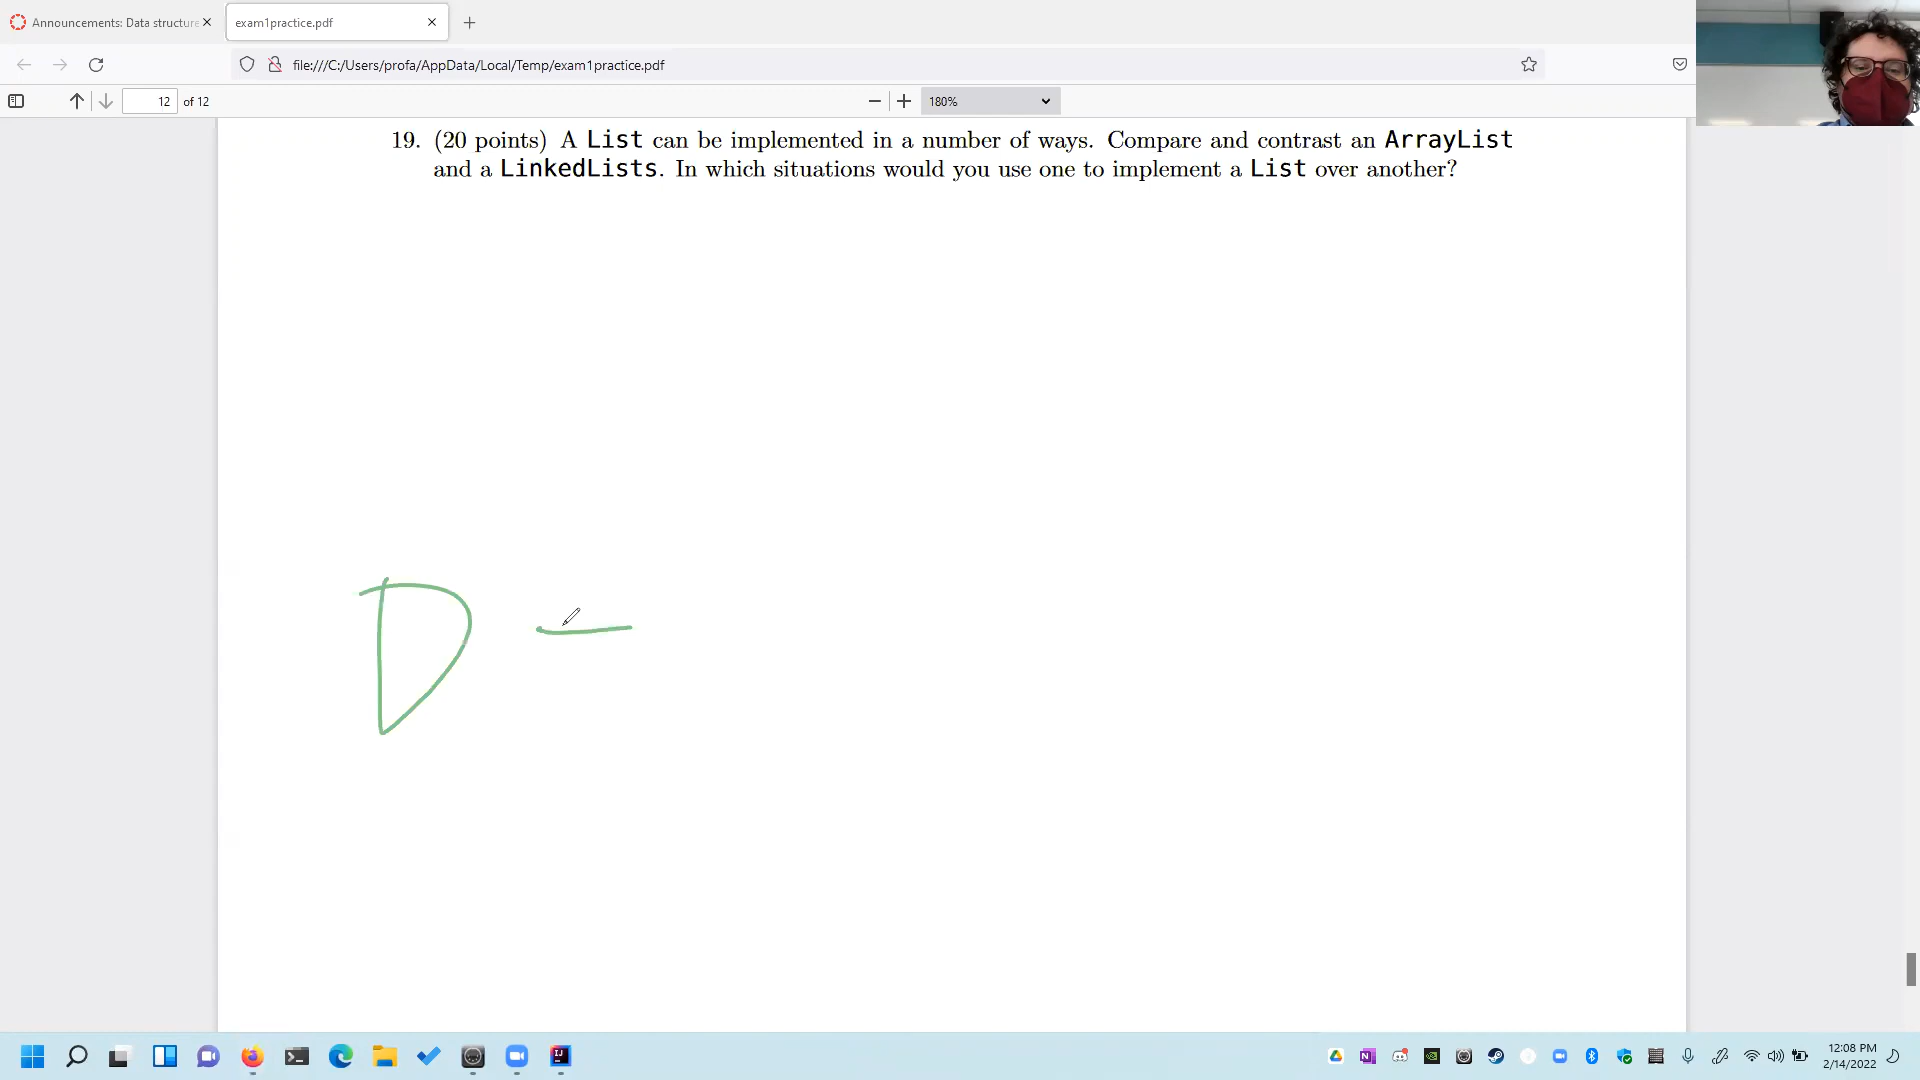 Announcements: Data structure
exam1practice.pdf
file:///C:/Users/profa/AppData/Local/Temp/exam1practice.pdf
12 of 12
180%
19. (20 points) A List can be implemented in a number of ways. Compare and contrast an ArrayList
and a LinkedLists. In which situations would you use one to implement a List over another?
D -
12:08 PM
2/14/2022